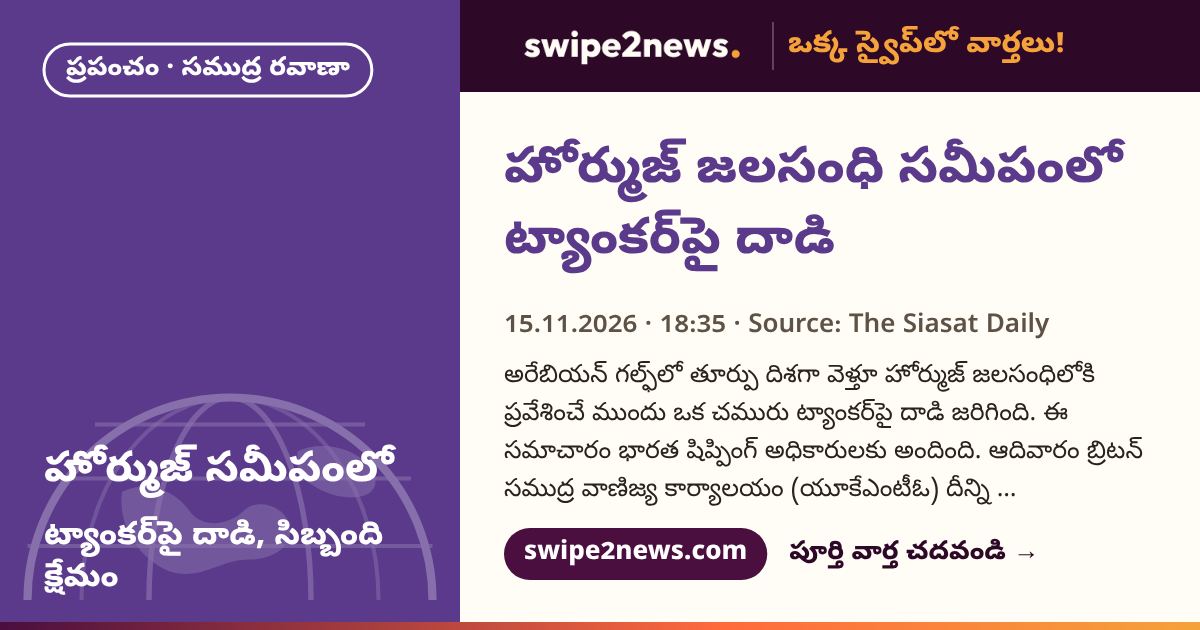 ప్రపంచం · సముద్ర రవాణా
హోర్ముజ్ సమీపంలో
ట్యాంకర్‌పై దాడి, సిబ్బంది
క్షేమం
swipe2news.
ఒక్క స్వైప్‌లో వార్తలు!
హోర్ముజ్ జలసంధి సమీపంలో
ట్యాంకర్‌పై దాడి
15.11.2026 · 18:35 · Source: The Siasat Daily
అరేబియన్ గల్ఫ్‌లో తూర్పు దిశగా వెళ్తూ హోర్ముజ్ జలసంధిలోకి
ప్రవేశించే ముందు ఒక చమురు ట్యాంకర్‌పై దాడి జరిగింది. ఈ
సమాచారం భారత షిప్పింగ్ అధికారులకు అందింది. ఆదివారం బ్రిటన్
సముద్ర వాణిజ్య కార్యాలయం (యూకేఎంటీఓ) దీన్ని ...
swipe2news.com
పూర్తి వార్త చదవండి →